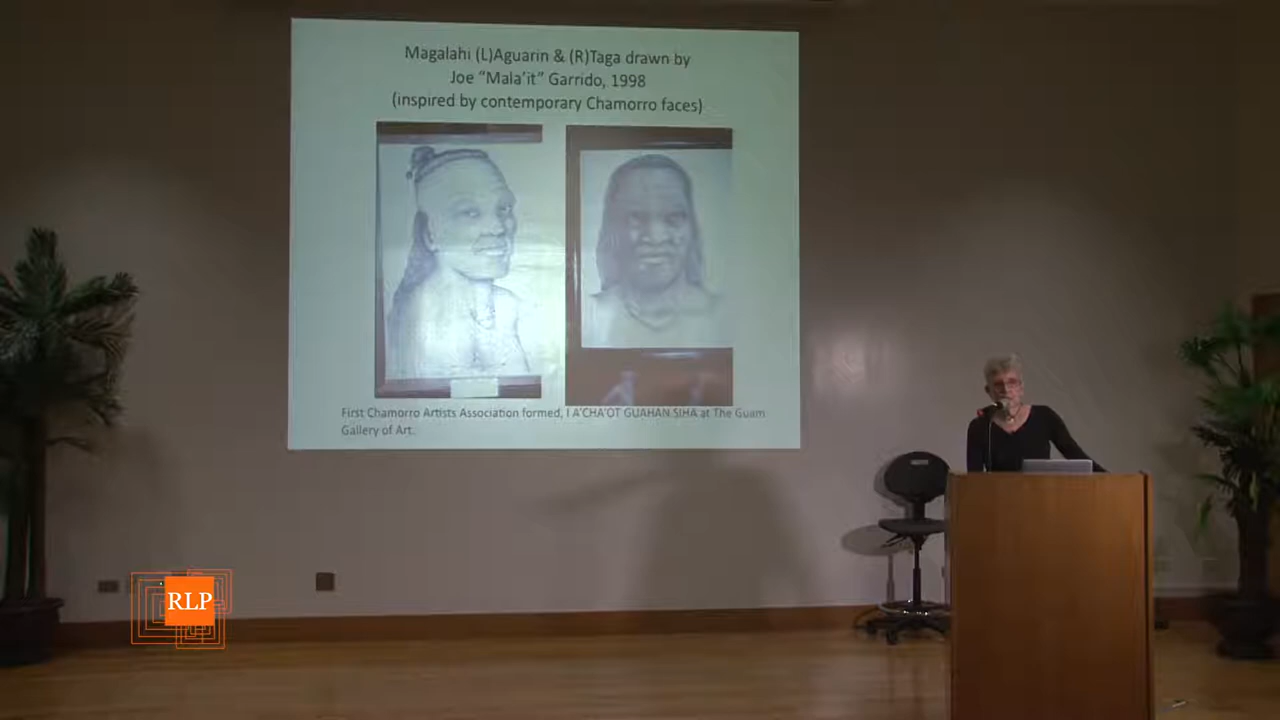 Magalahi (L)Aguarin & (R)Taga drawn by
Joe “Mala’it” Garrido, 1998
(inspired by contemporary Chamorro faces)
First Chamorro Artists Association formed, I A’CHA’OT GUAHAN SIHA at The Guam
Gallery of Art.
RLP